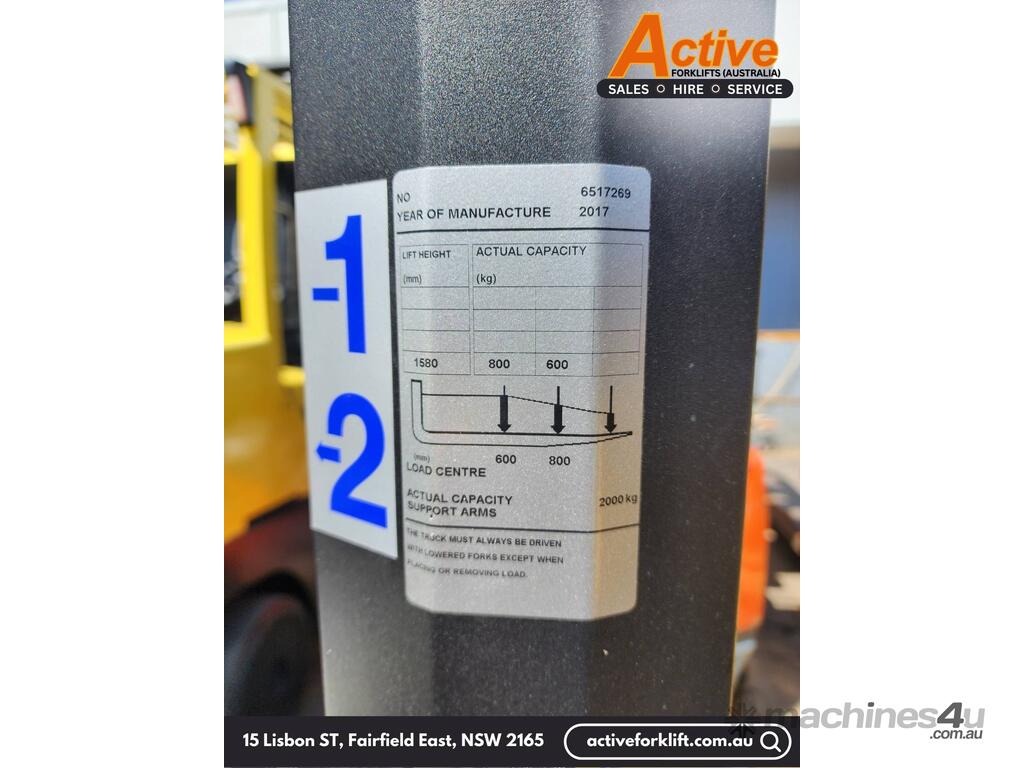 Active
FORKLIFTS (AUSTRALIA)
SALES HIRE SERVICE
NO 6517269
YEAR OF MANUFACTURE 2017
LIFT HEIGHT ACTUAL CAPACITY
(mm) (kg)
1580 800 600
(mm) 600 800
LOAD CENTRE
ACTUAL CAPACITY 2000 kg
SUPPORT ARMS
THE TRUCK MUST ALWAYS BE DRIVEN
WITH LOWERED FORKS EXCEPT WHEN
PLACING OR REMOVING LOAD.
1
2
machines4u
.com.au
15 Lisbon ST, Fairfield East, NSW 2165 activeforklift.com.au